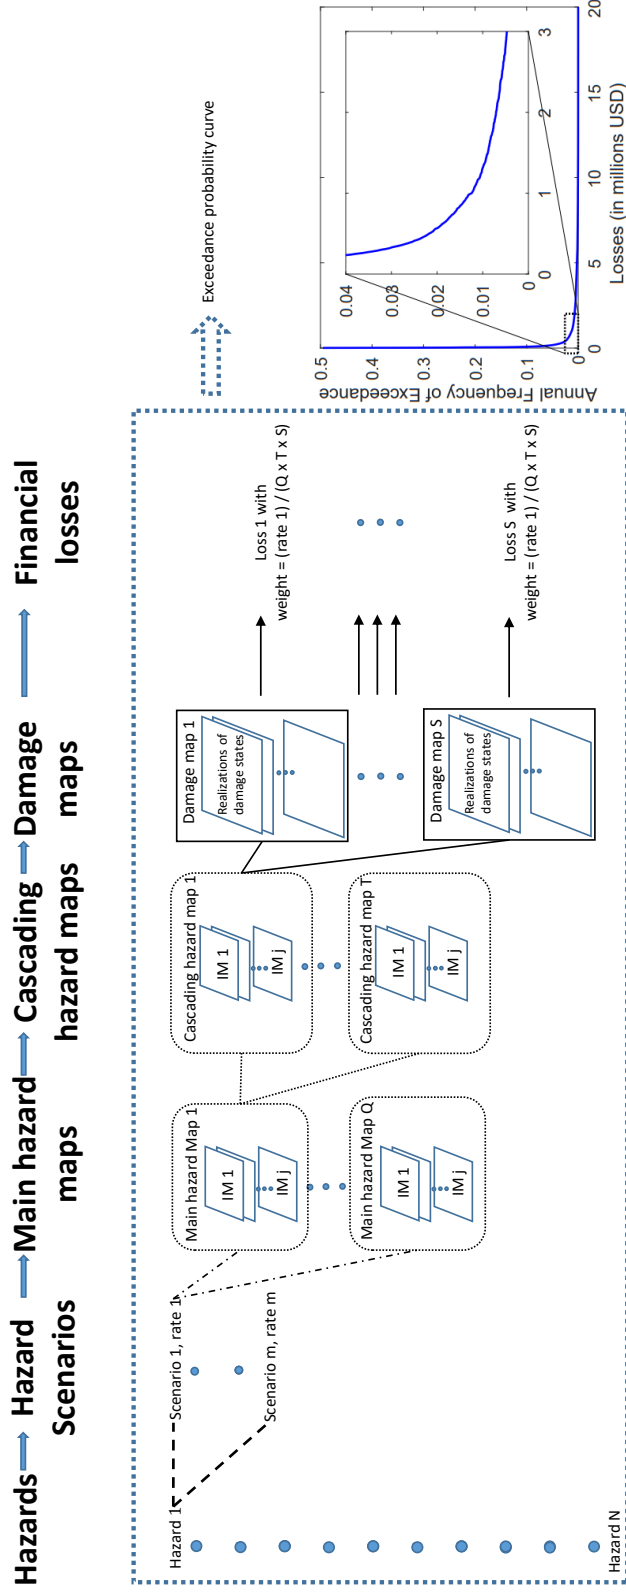 Hazards
Hazard
Scenarios
Main hazard
maps
Cascading
hazard maps
Damage
maps
Financial
losses
Hazard 1
Hazard N
Scenario 1, rate 1
Scenario m, rate m
Main hazard Map 1
IM 1
IM j
Main hazard Map Q
IM 1
IM j
Cascading hazard map 1
IM 1
IM j
Cascading hazard map T
IM 1
IM j
Damage map 1
Realizations of
damage states
Damage map S
Realizations of
damage states
Loss 1 with
weight = (rate 1) / (Q x T x S)
Loss S with
weight = (rate 1) / (Q x T x S)
Exceedance probability curve
Annual Frequency of Exceedance
0.5
0.4
0.3
0.2
0.1
0
0.04
0.03
0.02
0.01
0
0 1 2 3
0 5 10 15 20
Losses (in millions USD)